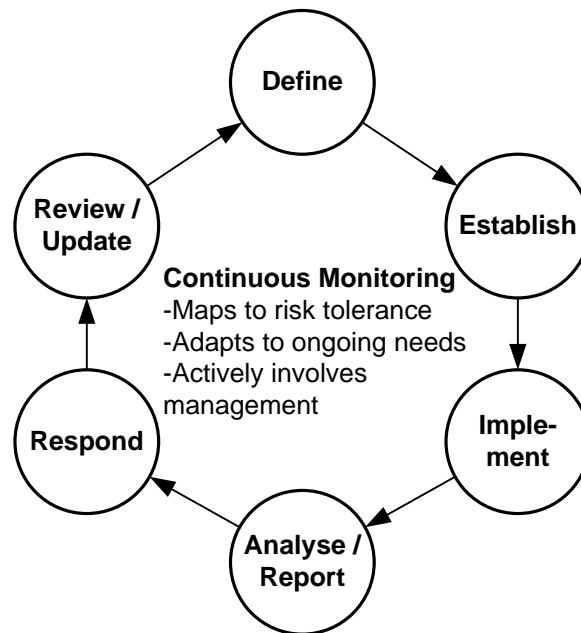 Define
Establish
Imple-
ment
Analyse /
Report
Respond
Review /
Update
Continuous Monitoring
-Maps to risk tolerance
-Adapts to ongoing needs
-Actively involves
management